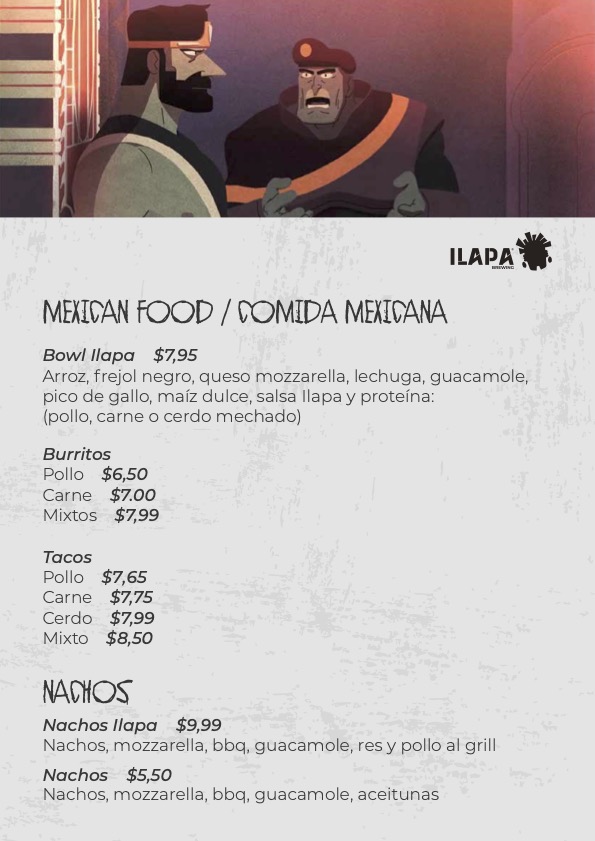 ILAPA
BREWING
MEXICAN FOOD / COMIDA MEXICANA
Bowl Ilapa $7,95
Arroz, frejol negro, queso mozzarella, lechuga, guacamole,
pico de gallo, maíz dulce, salsa Ilapa y proteína:
(pollo, carne o cerdo mechado)
Burritos
Pollo $6,50
Carne $7.00
Mixtos $7,99
Tacos
Pollo $7,65
Carne $7,75
Cerdo $7,99
Mixto $8,50
NACHOS
Nachos Ilapa $9,99
Nachos, mozzarella, bbq, guacamole, res y pollo al grill
Nachos $5,50
Nachos, mozzarella, bbq, guacamole, aceitunas